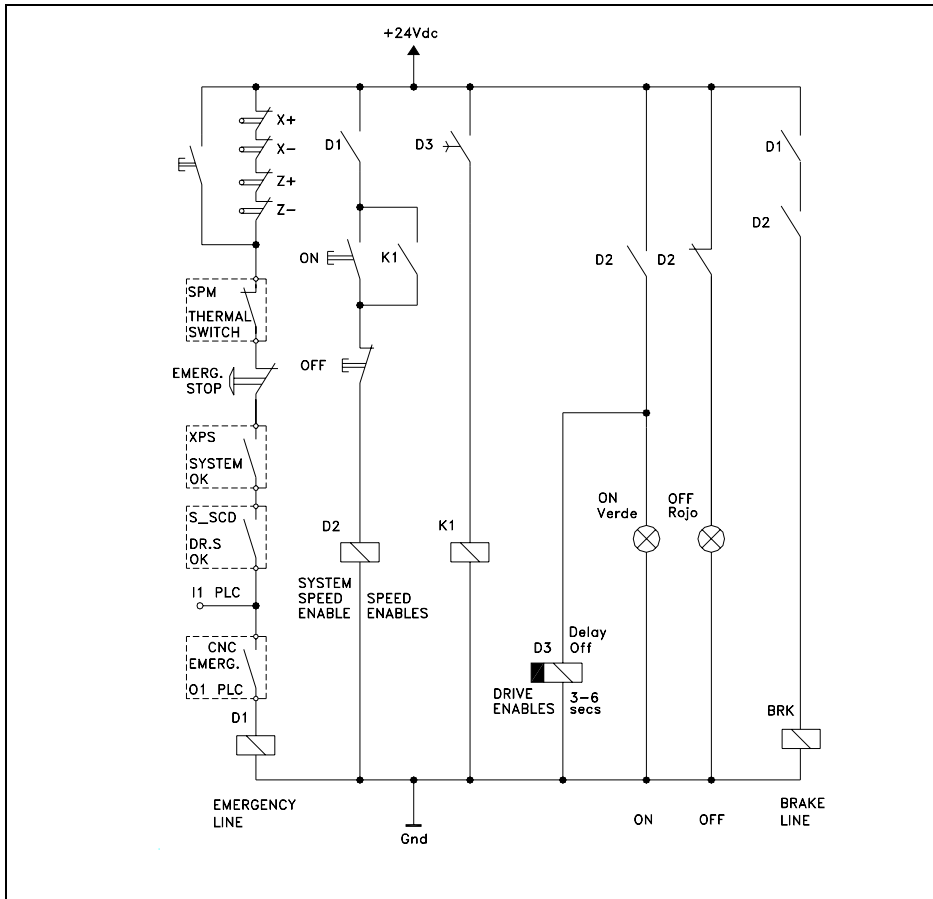 +24Vdc
X+
X-
Z+
Z-
D1
D3
D1
D2
ON
K1
D2
D2
SPM
THERMAL
SWITCH
OFF
EMERG.
STOP
XPS
SYSTEM
OK
S_SCD
DR.S
OK
I1 PLC
CNC
EMERG.
O1 PLC
D1
D2
SYSTEM
SPEED
ENABLE
SPEED
ENABLES
K1
ON
Verde
OFF
Rojo
Delay
Off
D3
DRIVE
ENABLES
3-6
secs
BRK
EMERGENCY
LINE
Gnd
ON
OFF
BRAKE
LINE